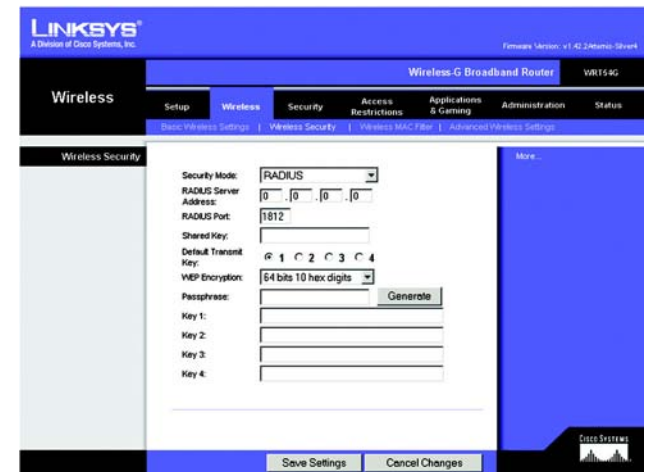 LINKSYS®
A Division of Cisco Systems, Inc.
Firmware Version: v1.42.2Artemis-Silver4
Wireless-G Broadband Router WRT54G
Wireless
Setup Wireless Security Access Restrictions Applications & Gaming Administration Status
Basic Wireless Settings | Wireless Security | Wireless MAC Filter | Advanced Wireless Settings
Wireless Security
More...
Security Mode: RADIUS
RADIUS Server Address: 0 . 0 . 0 . 0
RADIUS Port: 1812
Shared Key:
Default Transmit Key: 1 2 3 4
WEP Encryption: 64 bits 10 hex digits
Passphrase: Generate
Key 1:
Key 2:
Key 3:
Key 4:
Save Settings Cancel Changes
CISCO SYSTEMS